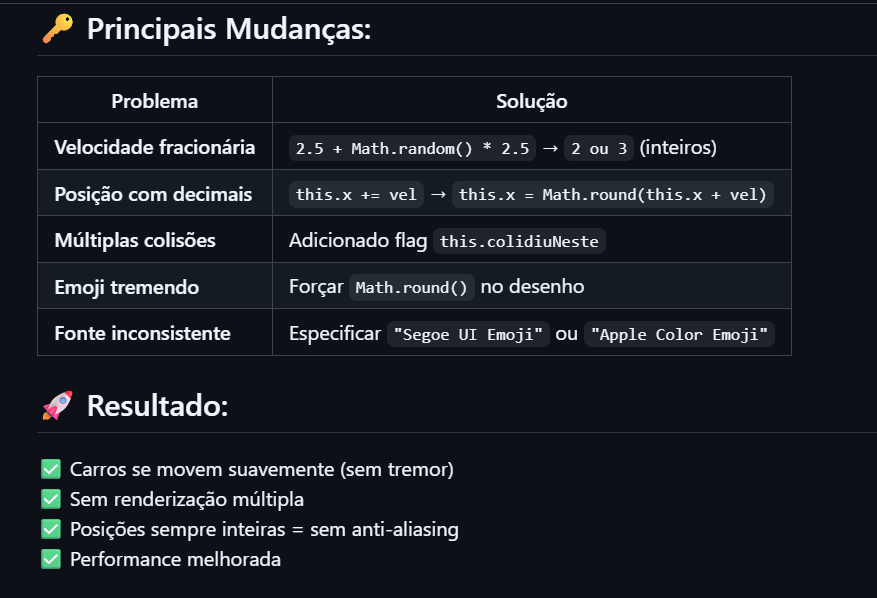 🔑 Principais Mudanças:
Problema Solução
Velocidade fracionária 2.5 + Math.random() * 2.5 → 2 ou 3 (inteiros)
Posição com decimais this.x += vel → this.x = Math.round(this.x + vel)
Múltiplas colisões Adicionado flag this.colidiuNeste
Emoji tremendo Forçar Math.round() no desenho
Fonte inconsistente Especificar "Segoe UI Emoji" ou "Apple Color Emoji"
🚀 Resultado:
✅ Carros se movem suavemente (sem tremor)
✅ Sem renderização múltipla
✅ Posições sempre inteiras = sem anti-aliasing
✅ Performance melhorada